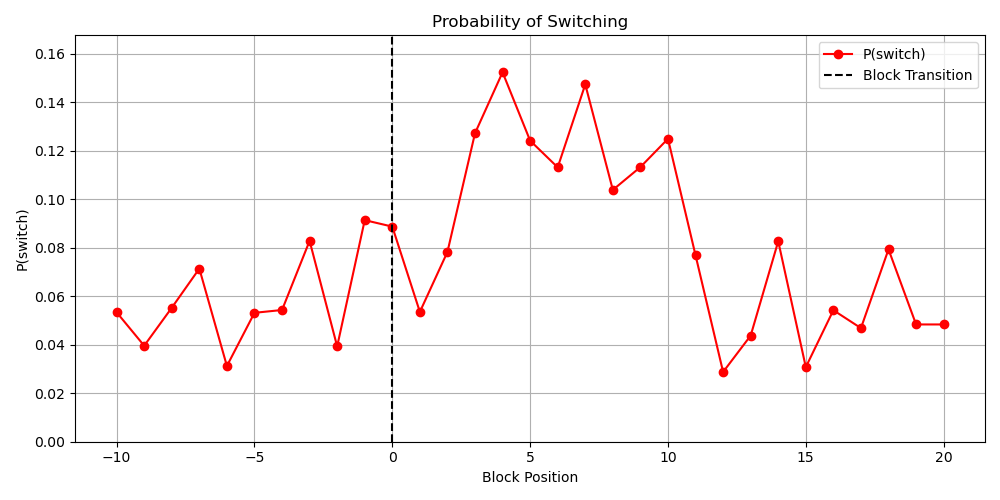 Probability of Switching
P(switch)
Block Transition
0.16
0.14
0.12
0.10
0.08
0.06
0.04
0.02
0.00
P(switch)
−10 −5 0 5 10 15 20
Block Position